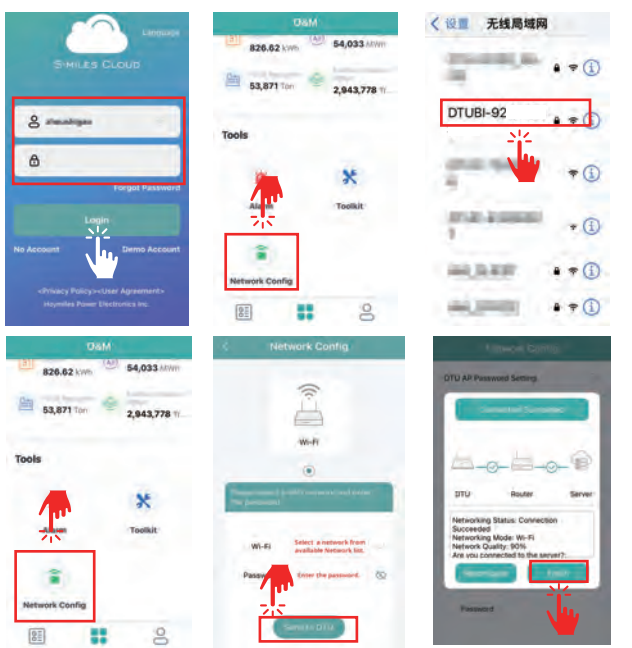 Language
S-MILES CLOUD
Forgot Password
Login
No Account
Demo Account
<Privacy Policy><User Agreement>
Hoymiles Power Electronics Inc.
O&M
826.62 kWh
54,033 MWh
53,871 Ton
2,943,778
Tools
Alarm
Toolkit
Network Config
设置
无线局域网
DTUBI-92
O&M
826.62 kWh
54,033 MWh
53,871 Ton
2,943,778
Tools
Alarm
Toolkit
Network Config
Network Config
Wi-Fi
Wi-Fi
Select a network from
available Network list.
Enter the password.
Send to DTU
Network Config
DTU AP Password Setting
Connection Succeeded
DTU
Router
Server
Networking Status: Connection
Succeeded
Networking Mode: Wi-Fi
Network Quality: 90%
Are you connected to the server?
Password